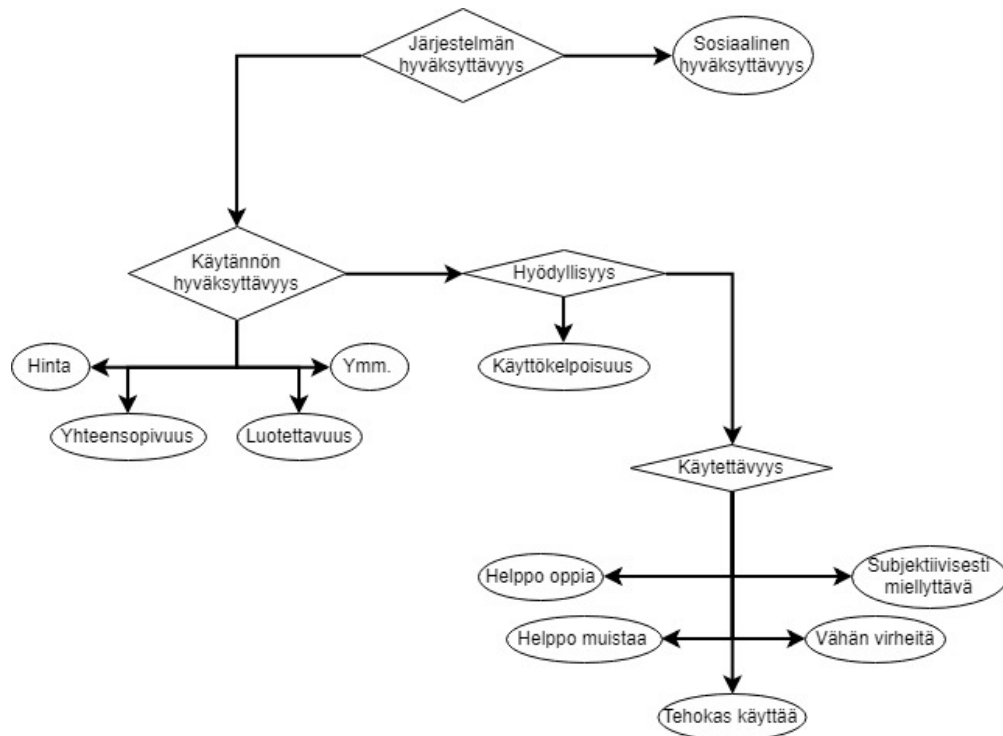 Järjestelmän
hyväksyttävyys
Sosiaalinen
hyväksyttävyys
Käytännön
hyväksyttävyys
Hyödyllisyys
Hinta
Ymm.
Käyttökelpoisuus
Yhteensopivuus
Luotettavuus
Käytettävyys
Helppo oppia
Subjektiivisesti
miellyttävä
Helppo muistaa
Vähän virheitä
Tehokas käyttää